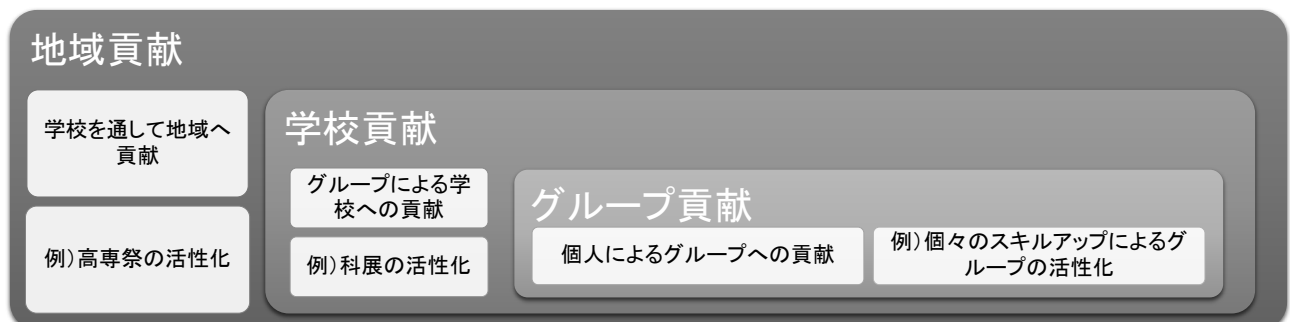 地域貢献
学校を通して地域へ
貢献
例）高専祭の活性化
学校貢献
グループによる学
校への貢献
例）科展の活性化
グループ貢献
個人によるグループへの貢献
例）個々のスキルアップによるグ
ループの活性化